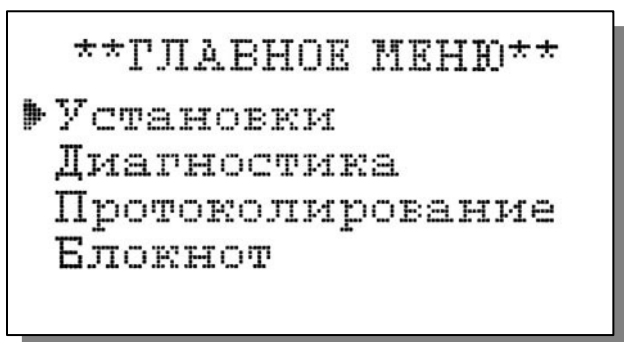 **ГЛАВНОЕ МЕНЮ**
Установки
Диагностика
Протоколирование
Блокнот